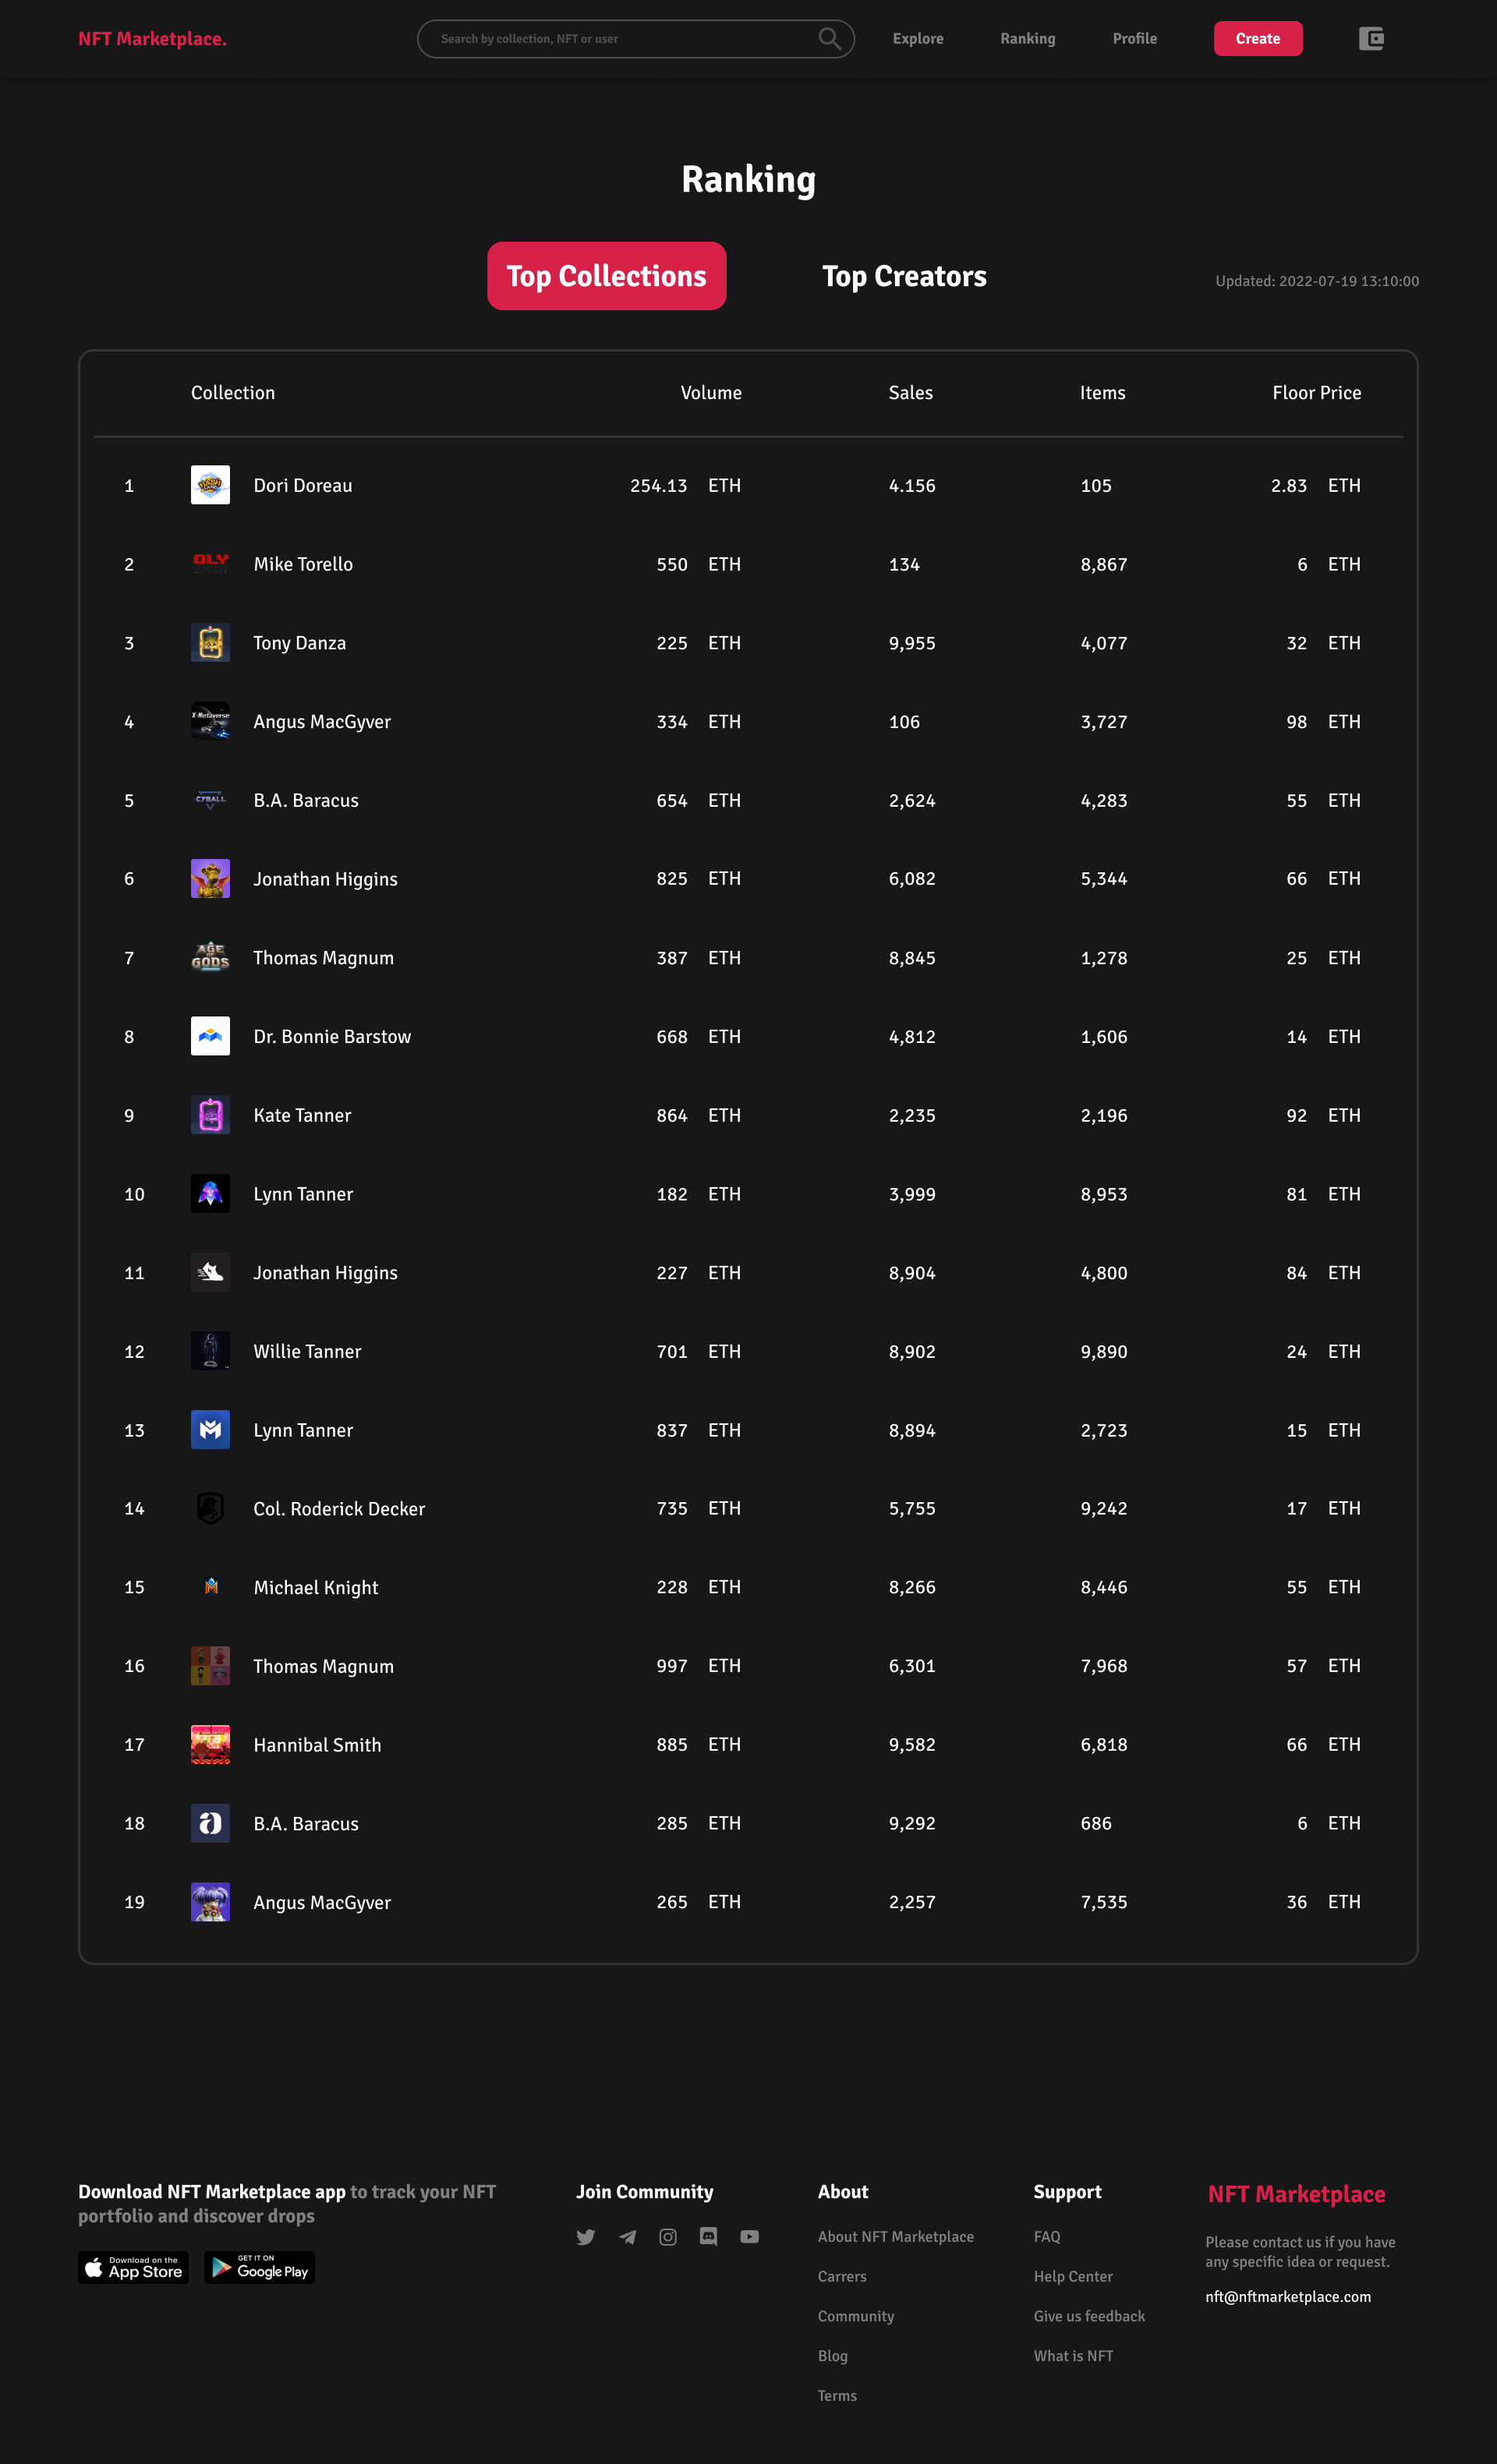 NFT Marketplace.
Search by collection, NFT or user
Explore Ranking Profile Create
Ranking
Top Collections Top Creators
Updated: 2022-07-19 13:10:00
Collection Volume Sales Items Floor Price
1 Dori Doreau 254.13 ETH 4.156 105 2.83 ETH
2 OLY Mike Torello 550 ETH 134 8,867 6 ETH
3 Tony Danza 225 ETH 9,955 4,077 32 ETH
4 X-Metaverse Angus MacGyver 334 ETH 106 3,727 98 ETH
5 CYBALL B.A. Baracus 654 ETH 2,624 4,283 55 ETH
6 Jonathan Higgins 825 ETH 6,082 5,344 66 ETH
7 AGE OF GODS Thomas Magnum 387 ETH 8,845 1,278 25 ETH
8 Dr. Bonnie Barstow 668 ETH 4,812 1,606 14 ETH
9 Kate Tanner 864 ETH 2,235 2,196 92 ETH
10 Lynn Tanner 182 ETH 3,999 8,953 81 ETH
11 Jonathan Higgins 227 ETH 8,904 4,800 84 ETH
12 Willie Tanner 701 ETH 8,902 9,890 24 ETH
13 Lynn Tanner 837 ETH 8,894 2,723 15 ETH
14 Col. Roderick Decker 735 ETH 5,755 9,242 17 ETH
15 Michael Knight 228 ETH 8,266 8,446 55 ETH
16 Thomas Magnum 997 ETH 6,301 7,968 57 ETH
17 Hannibal Smith 885 ETH 9,582 6,818 66 ETH
18 B.A. Baracus 285 ETH 9,292 686 6 ETH
19 Angus MacGyver 265 ETH 2,257 7,535 36 ETH
Download NFT Marketplace app to track your NFT
portfolio and discover drops
Download on the
App Store
GET IT ON
Google Play
Join Community
About
About NFT Marketplace
Carrers
Community
Blog
Terms
Support
FAQ
Help Center
Give us feedback
What is NFT
NFT Marketplace
Please contact us if you have
any specific idea or request.
nft@nftmarketplace.com